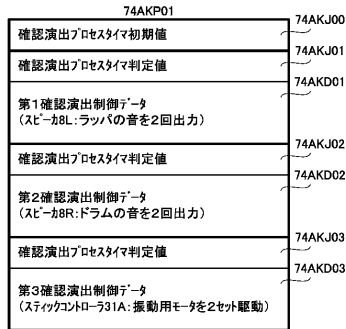 74AKP01
74AKJ00
確認演出プロセスタイマ初期値
74AKJ01
確認演出プロセスタイマ判定値
74AKD01
第1確認演出制御データ
(スピーカ8L:ラッパの音を2回出力)
74AKJ02
確認演出プロセスタイマ判定値
74AKD02
第2確認演出制御データ
(スピーカ8R:ドラムの音を2回出力)
74AKJ03
確認演出プロセスタイマ判定値
74AKD03
第3確認演出制御データ
(スティックコントローラ31A:振動用モータを2セット駆動)